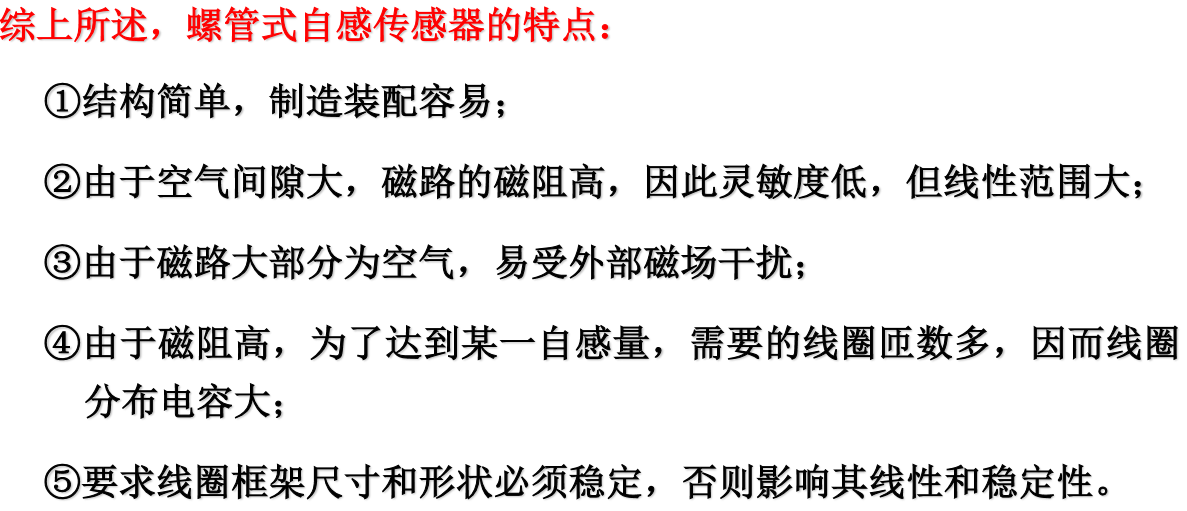 综上所述，螺管式自感传感器的特点：
①结构简单，制造装配容易；
②由于空气间隙大，磁路的磁阻高，因此灵敏度低，但线性范围大；
③由于磁路大部分为空气，易受外部磁场干扰；
④由于磁阻高，为了达到某一自感量，需要的线圈匝数多，因而线圈
分布电容大；
⑤要求线圈框架尺寸和形状必须稳定，否则影响其线性和稳定性。